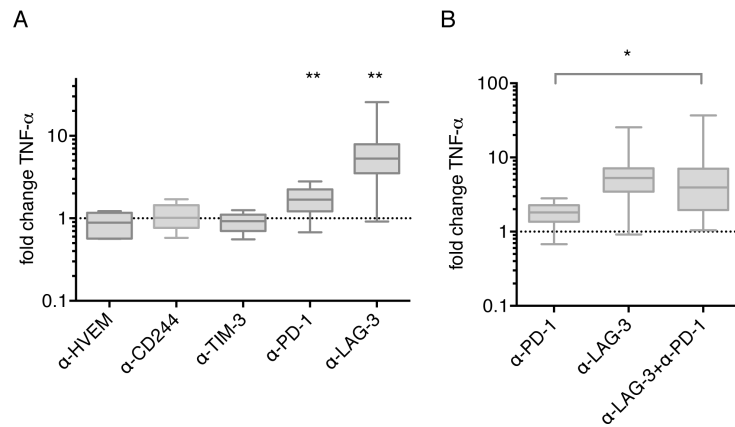 A
fold change TNF-α
10
1
0.1
** **
α-HVEM
α-CD244
α-TIM-3
α-PD-1
α-LAG-3
B
fold change TNF-α
100
10
1
0.1
*
α-PD-1
α-LAG-3
α-LAG-3+α-PD-1